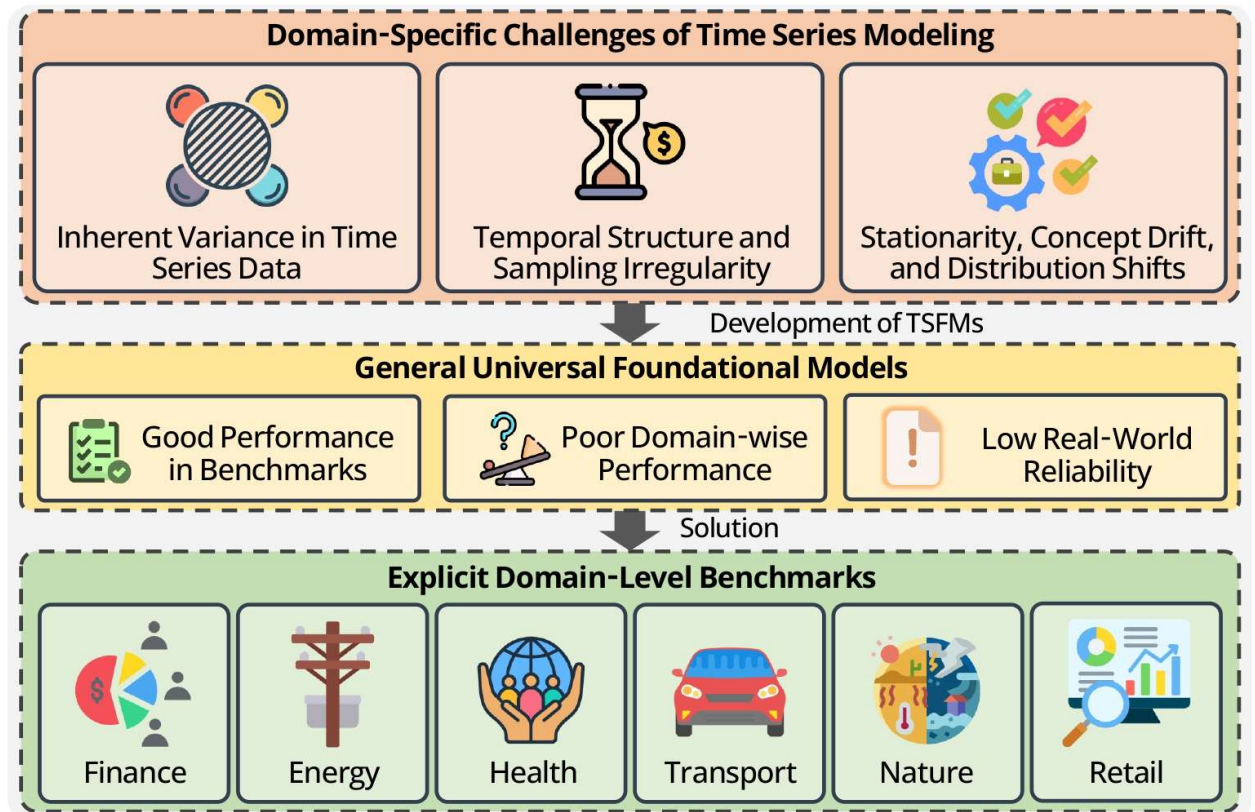 Domain-Specific Challenges of Time Series Modeling
Inherent Variance in Time
Series Data
$
Temporal Structure and
Sampling Irregularity
Stationarity, Concept Drift,
and Distribution Shifts
Development of TSFMs
General Universal Foundational Models
Good Performance
in Benchmarks
?
Poor Domain-wise
Performance
!
Low Real-World
Reliability
Solution
Explicit Domain-Level Benchmarks
$
Finance
Energy
Health
Transport
Nature
Retail